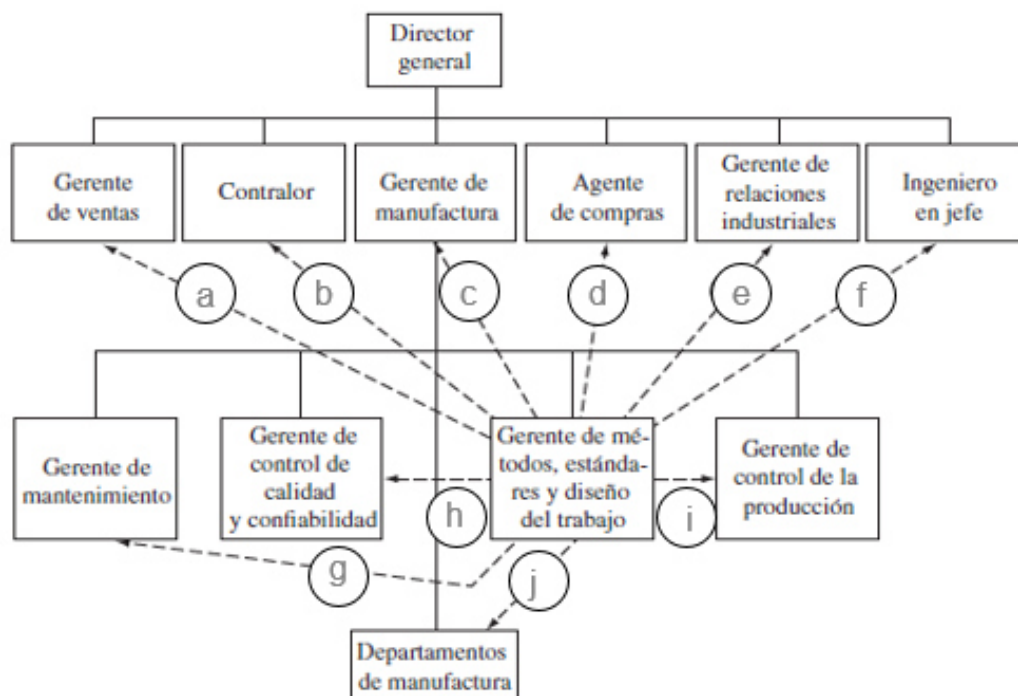 Director
general
Gerente
de ventas
Contralor
Gerente de
manufactura
Agente
de compras
Gerente de
relaciones
industriales
Ingeniero
en jefe
a
b
c
d
e
f
Gerente de
mantenimiento
Gerente de
control de
calidad
y confiabilidad
Gerente de mé-
todos, estánda-
res y diseño
del trabajo
Gerente de
control de la
producción
h
i
g
j
Departamentos
de manufactura